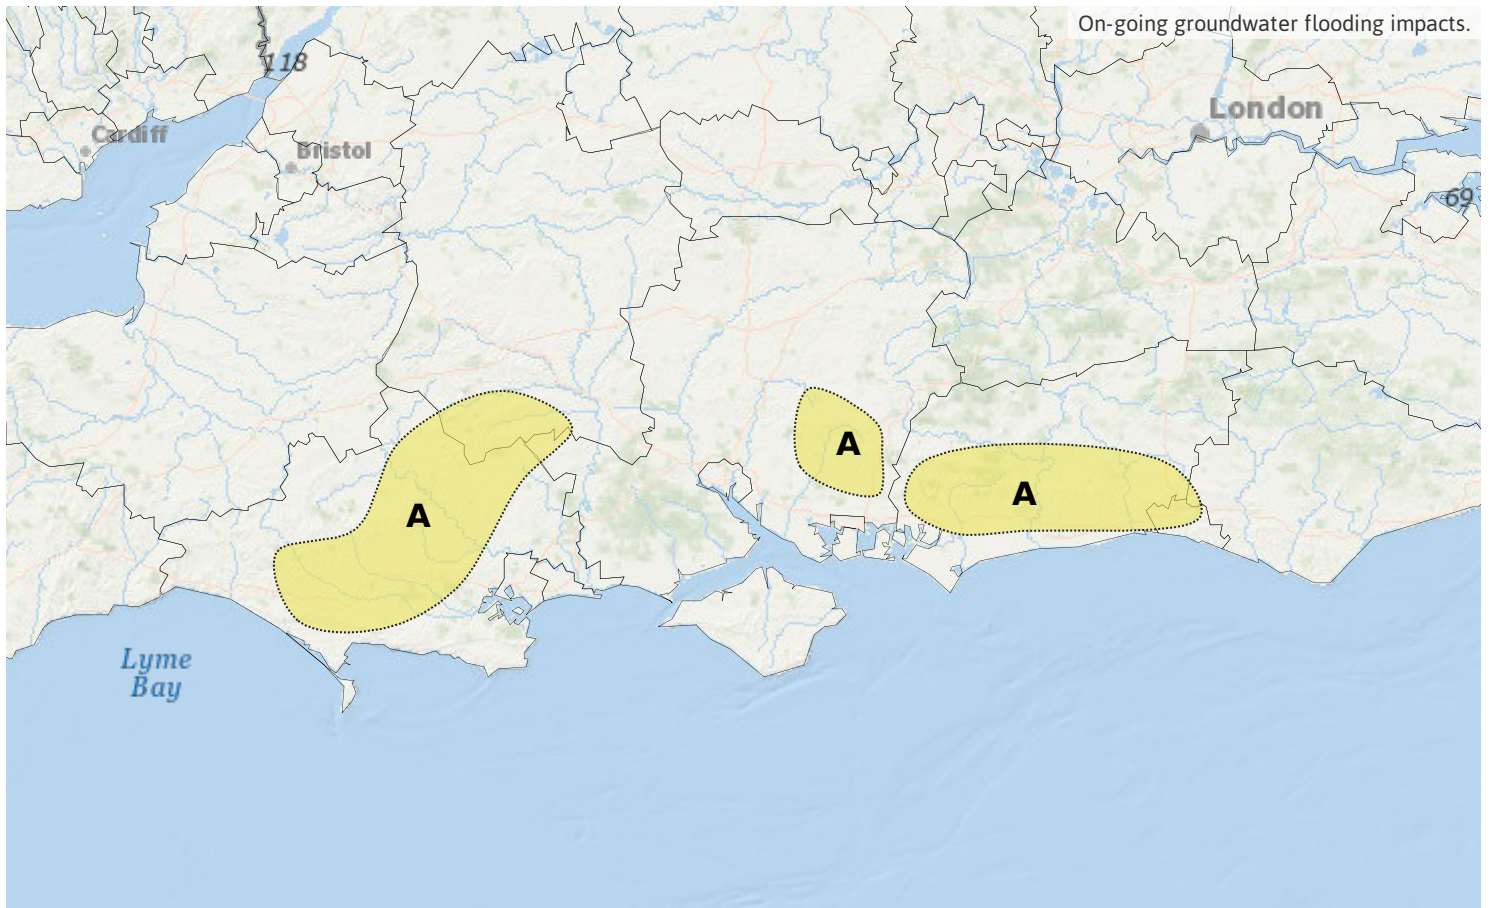 On-going groundwater flooding impacts.
118
Cardiff
Bristol
London
69
A
A
A
Lyme
Bay